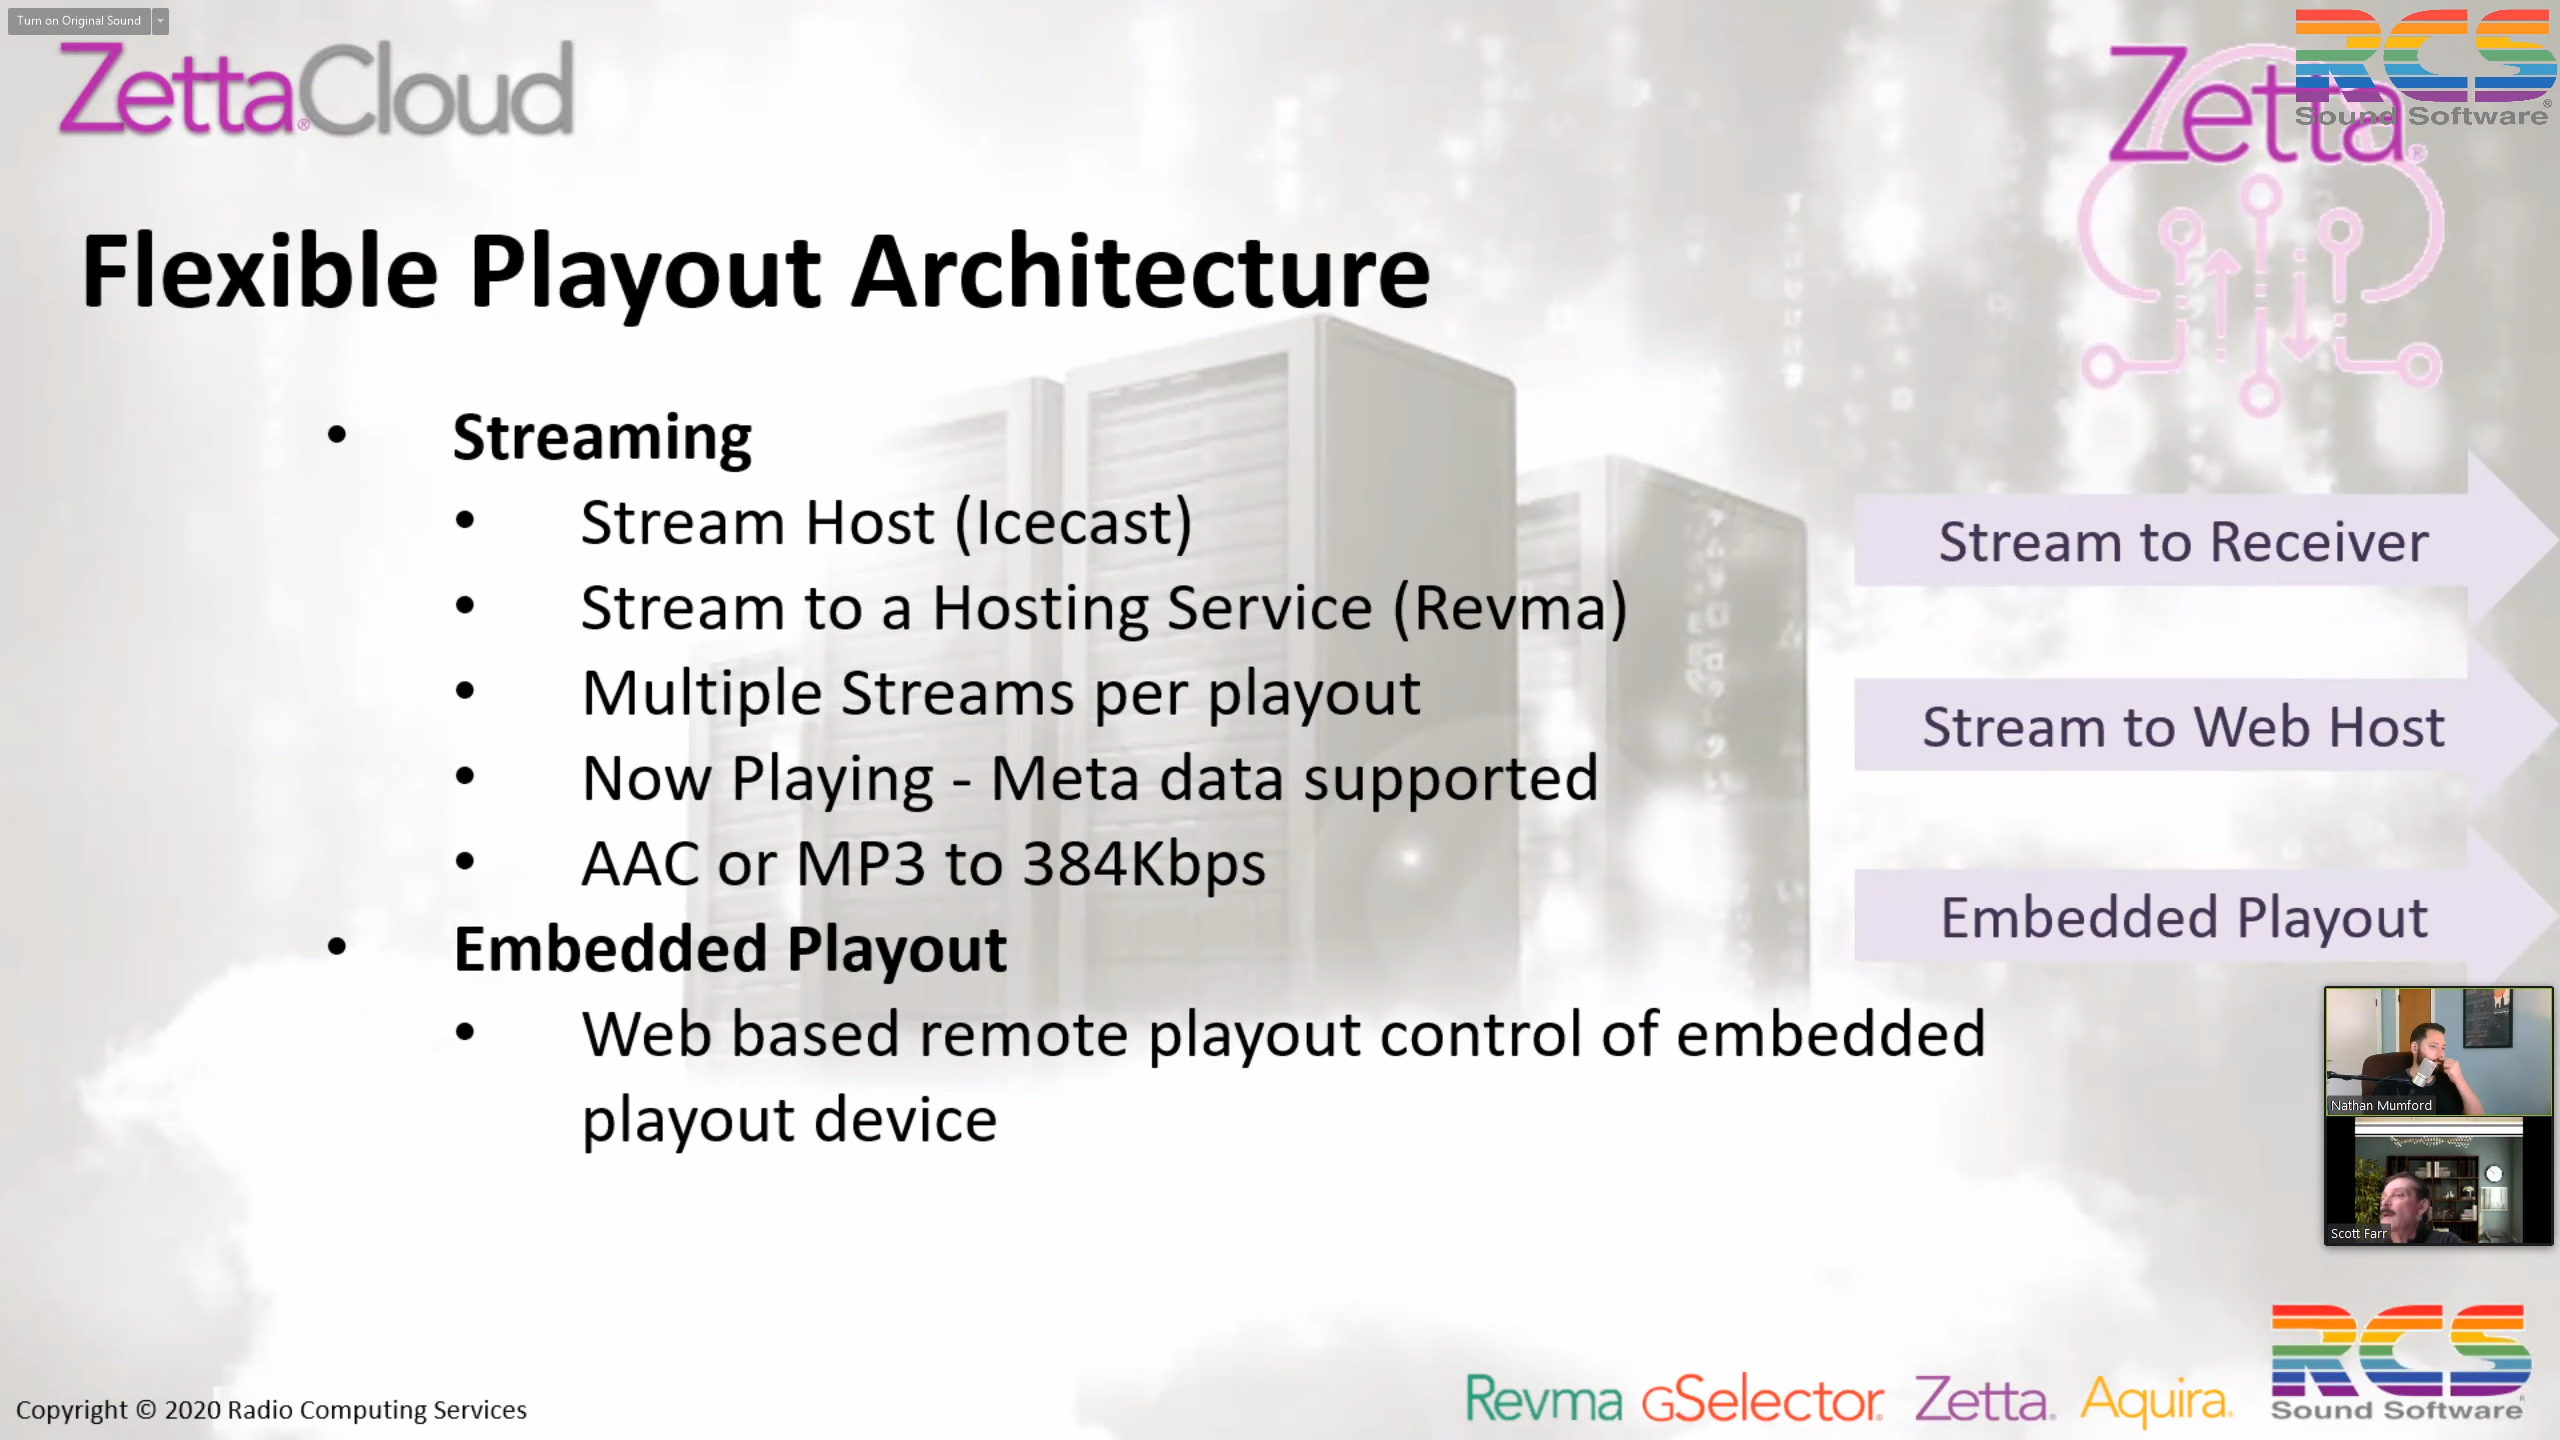 Turn on Original Sound
ZettaCloud
Zetta®
RCS
Sound Software
Flexible Playout Architecture
• Streaming
• Stream Host (Icecast)
• Stream to a Hosting Service (Revma)
• Multiple Streams per playout
• Now Playing - Meta data supported
• AAC or MP3 to 384Kbps
• Embedded Playout
• Web based remote playout control of embedded
playout device
Stream to Receiver
Stream to Web Host
Embedded Playout
Nathan Mumford
Scott Farr
Copyright © 2020 Radio Computing Services
Revma GSelector® Zetta® Aquira®
RCS
Sound Software